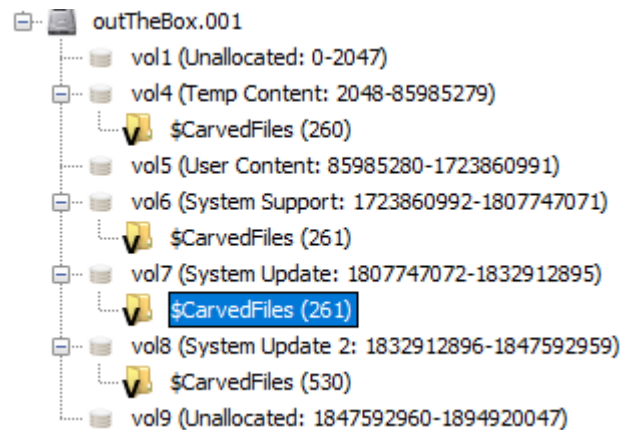 outTheBox.001
vol1 (Unallocated: 0-2047)
vol4 (Temp Content: 2048-85985279)
$CarvedFiles (260)
vol5 (User Content: 85985280-1723860991)
vol6 (System Support: 1723860992-1807747071)
$CarvedFiles (261)
vol7 (System Update: 1807747072-1832912895)
$CarvedFiles (261)
vol8 (System Update 2: 1832912896-1847592959)
$CarvedFiles (530)
vol9 (Unallocated: 1847592960-1894920047)